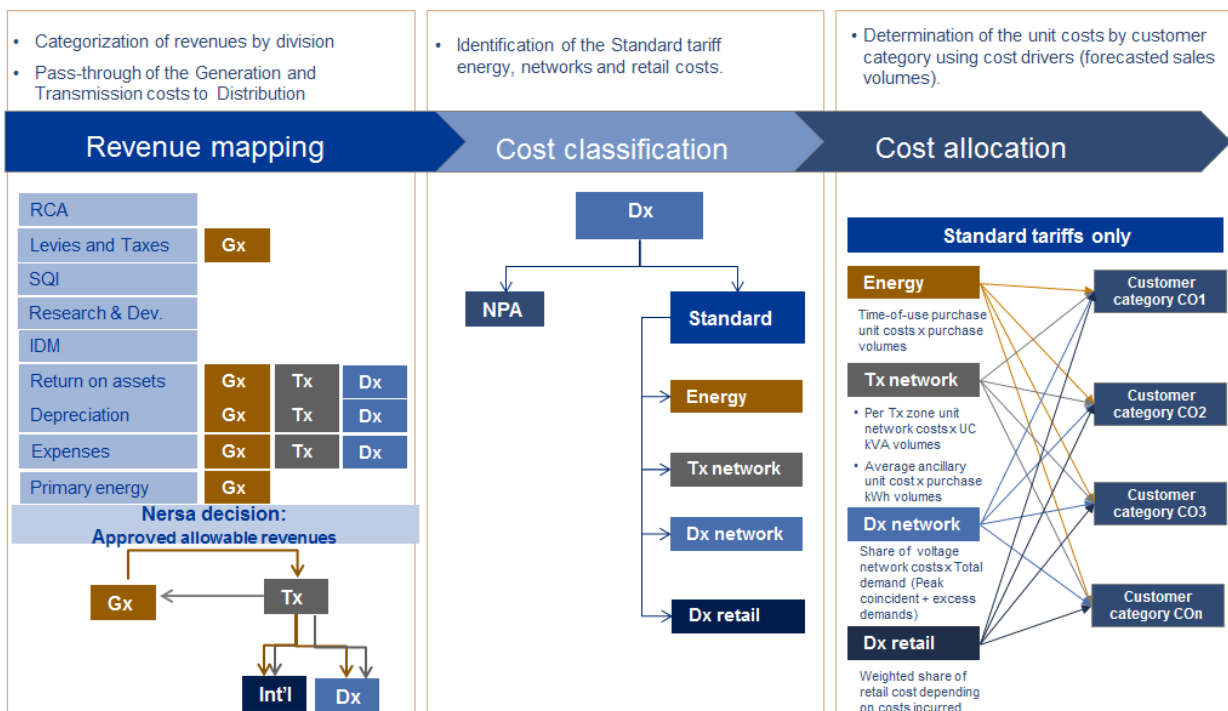 • Categorization of revenues by division
• Pass-through of the Generation and
Transmission costs to Distribution
• Identification of the Standard tariff
energy, networks and retail costs.
• Determination of the unit costs by customer
category using cost drivers (forecasted sales
volumes).
Revenue mapping
Cost classification
Cost allocation
RCA
Levies and Taxes Gx
SQI
Research & Dev.
IDM
Return on assets Gx Tx Dx
Depreciation Gx Tx Dx
Expenses Gx Tx Dx
Primary energy Gx
Nersa decision:
Approved allowable revenues
Gx
Tx
Int'l
Dx
Dx
NPA
Standard
Energy
Tx network
Dx network
Dx retail
Standard tariffs only
Energy
Time-of-use purchase
unit costs x purchase
volumes
Tx network
• Per Tx zone unit
network costs x UC
kVA volumes
• Average ancillary
unit cost x purchase
kWh volumes
Dx network
Share of voltage
network costs x Total
demand (Peak
coincident + excess
demands)
Dx retail
Weighted share of
retail cost depending
on costs incurred
Customer
category CO1
Customer
category CO2
Customer
category CO3
Customer
category COn